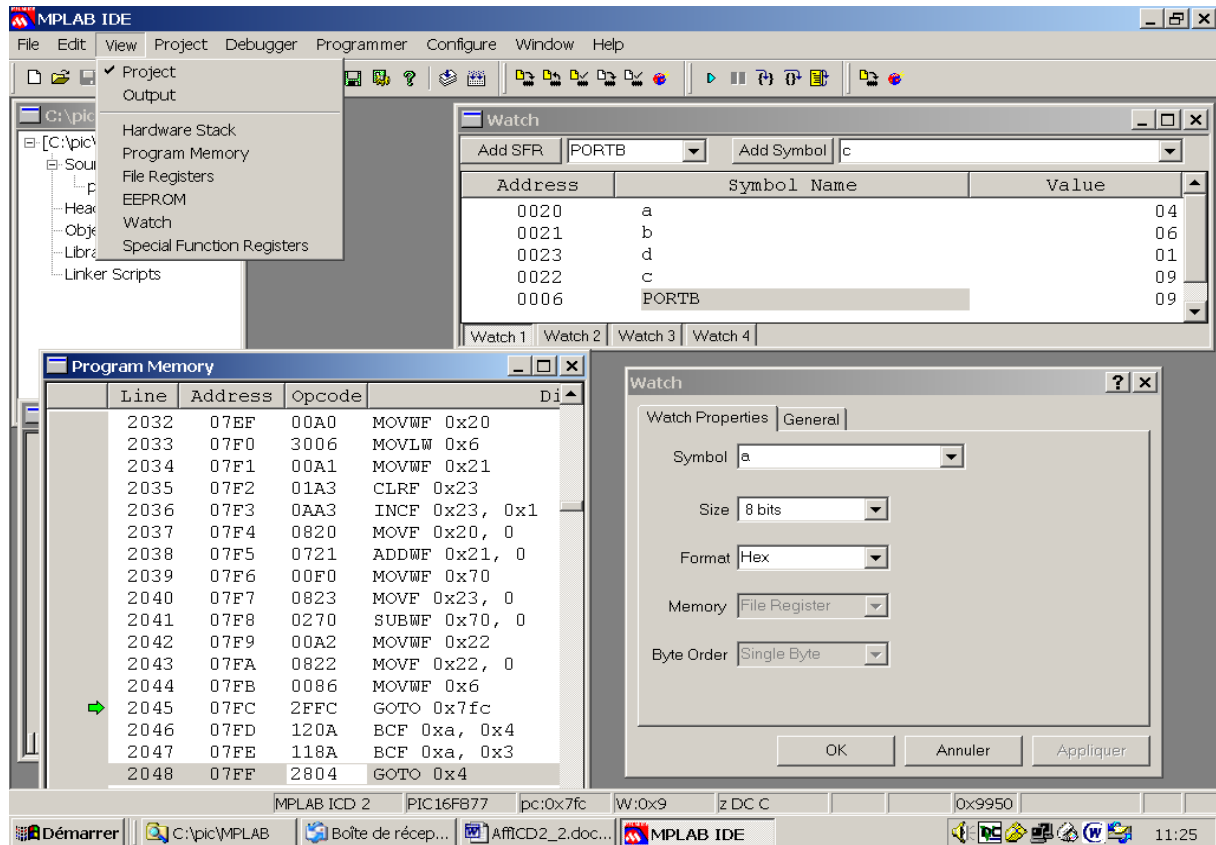 MPLAB IDE
File Edit View Project Debugger Programmer Configure Window Help
Project
Output
Hardware Stack
Program Memory
File Registers
EEPROM
Watch
Special Function Registers
C:\pic
[C:\pic\
Sour
p
Head
Obje
Libra
Linker Scripts
Watch
Add SFR PORTB Add Symbol c
Address Symbol Name Value
0020 a 04
0021 b 06
0023 d 01
0022 c 09
0006 PORTB 09
Watch 1 Watch 2 Watch 3 Watch 4
Program Memory
Line Address Opcode Di
2032 07EF 00A0 MOVWF 0x20
2033 07F0 3006 MOVLW 0x6
2034 07F1 00A1 MOVWF 0x21
2035 07F2 01A3 CLRF 0x23
2036 07F3 0AA3 INCF 0x23, 0x1
2037 07F4 0820 MOVF 0x20, 0
2038 07F5 0721 ADDWF 0x21, 0
2039 07F6 00F0 MOVWF 0x70
2040 07F7 0823 MOVF 0x23, 0
2041 07F8 0270 SUBWF 0x70, 0
2042 07F9 00A2 MOVWF 0x22
2043 07FA 0822 MOVF 0x22, 0
2044 07FB 0086 MOVWF 0x6
2045 07FC 2FFC GOTO 0x7fc
2046 07FD 120A BCF 0xa, 0x4
2047 07FE 118A BCF 0xa, 0x3
2048 07FF 2804 GOTO 0x4
Watch
Watch Properties General
Symbol a
Size 8 bits
Format Hex
Memory File Register
Byte Order Single Byte
OK Annuler Appliquer
MPLAB ICD 2 PIC16F877 pc:0x7fc W:0x9 z DC C 0x9950
Démarrer C:\pic\MPLAB Boîte de récep... AffICD2_2.doc... MPLAB IDE 11:25